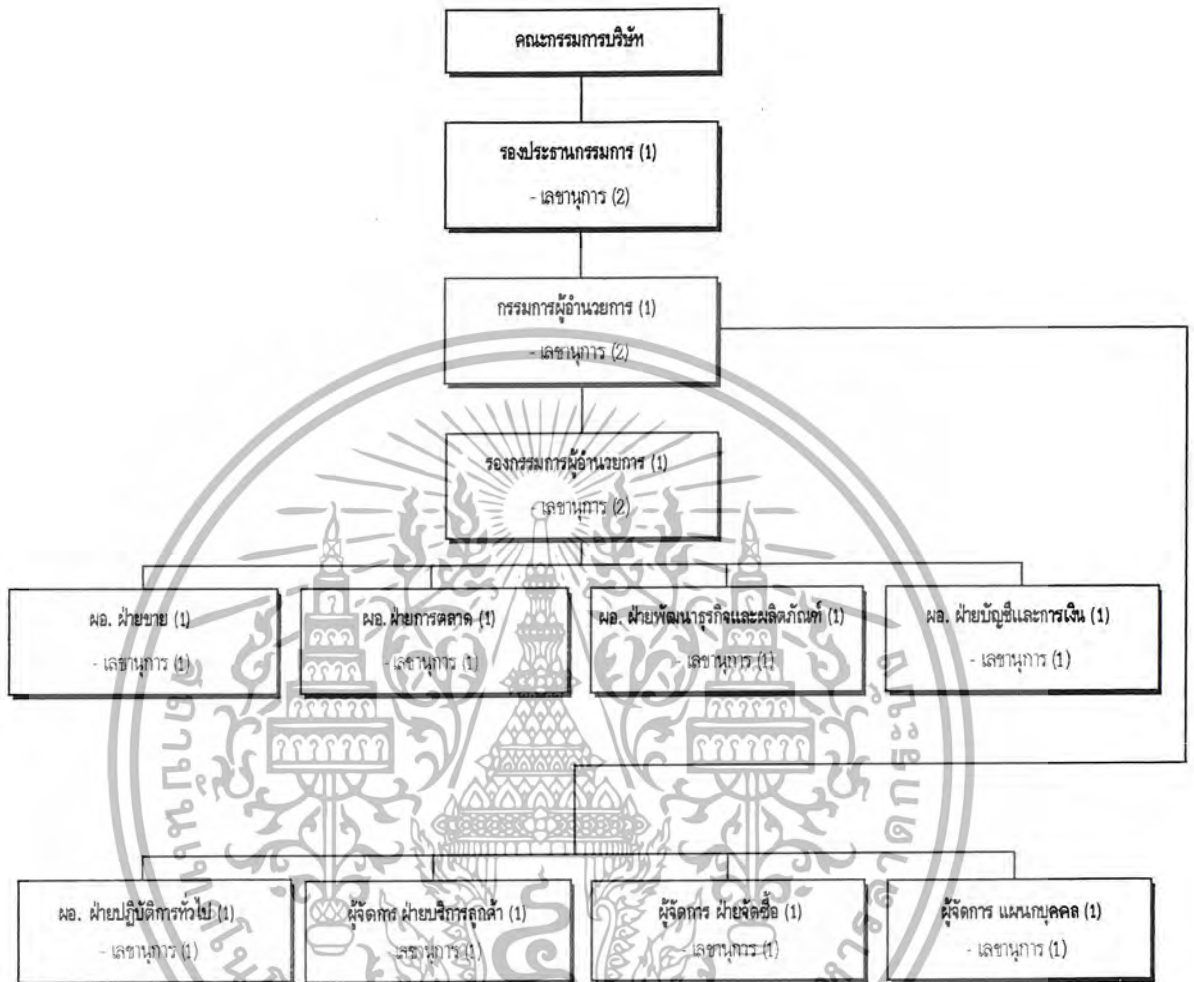 คณะกรรมการบริษัท
รองประธานกรรมการ (1)
- เลขานุการ (2)
กรรมการผู้อำนวยการ (1)
- เลขานุการ (2)
รองกรรมการผู้อำนวยการ (1)
- เลขานุการ (2)
ผอ. ฝ่ายขาย (1)
- เลขานุการ (1)
ผอ. ฝ่ายการตลาด (1)
- เลขานุการ (1)
ผอ. ฝ่ายพัฒนาธุรกิจและผลิตภัณฑ์ (1)
- เลขานุการ (1)
ผอ. ฝ่ายบัญชีและการเงิน (1)
- เลขานุการ (1)
ผอ. ฝ่ายปฏิบัติการทั่วไป (1)
- เลขานุการ (1)
ผู้จัดการ ฝ่ายบริการลูกค้า (1)
- เลขานุการ (1)
ผู้จัดการ ฝ่ายจัดซื้อ (1)
- เลขานุการ (1)
ผู้จัดการ แผนกบุคคล (1)
- เลขานุการ (1)